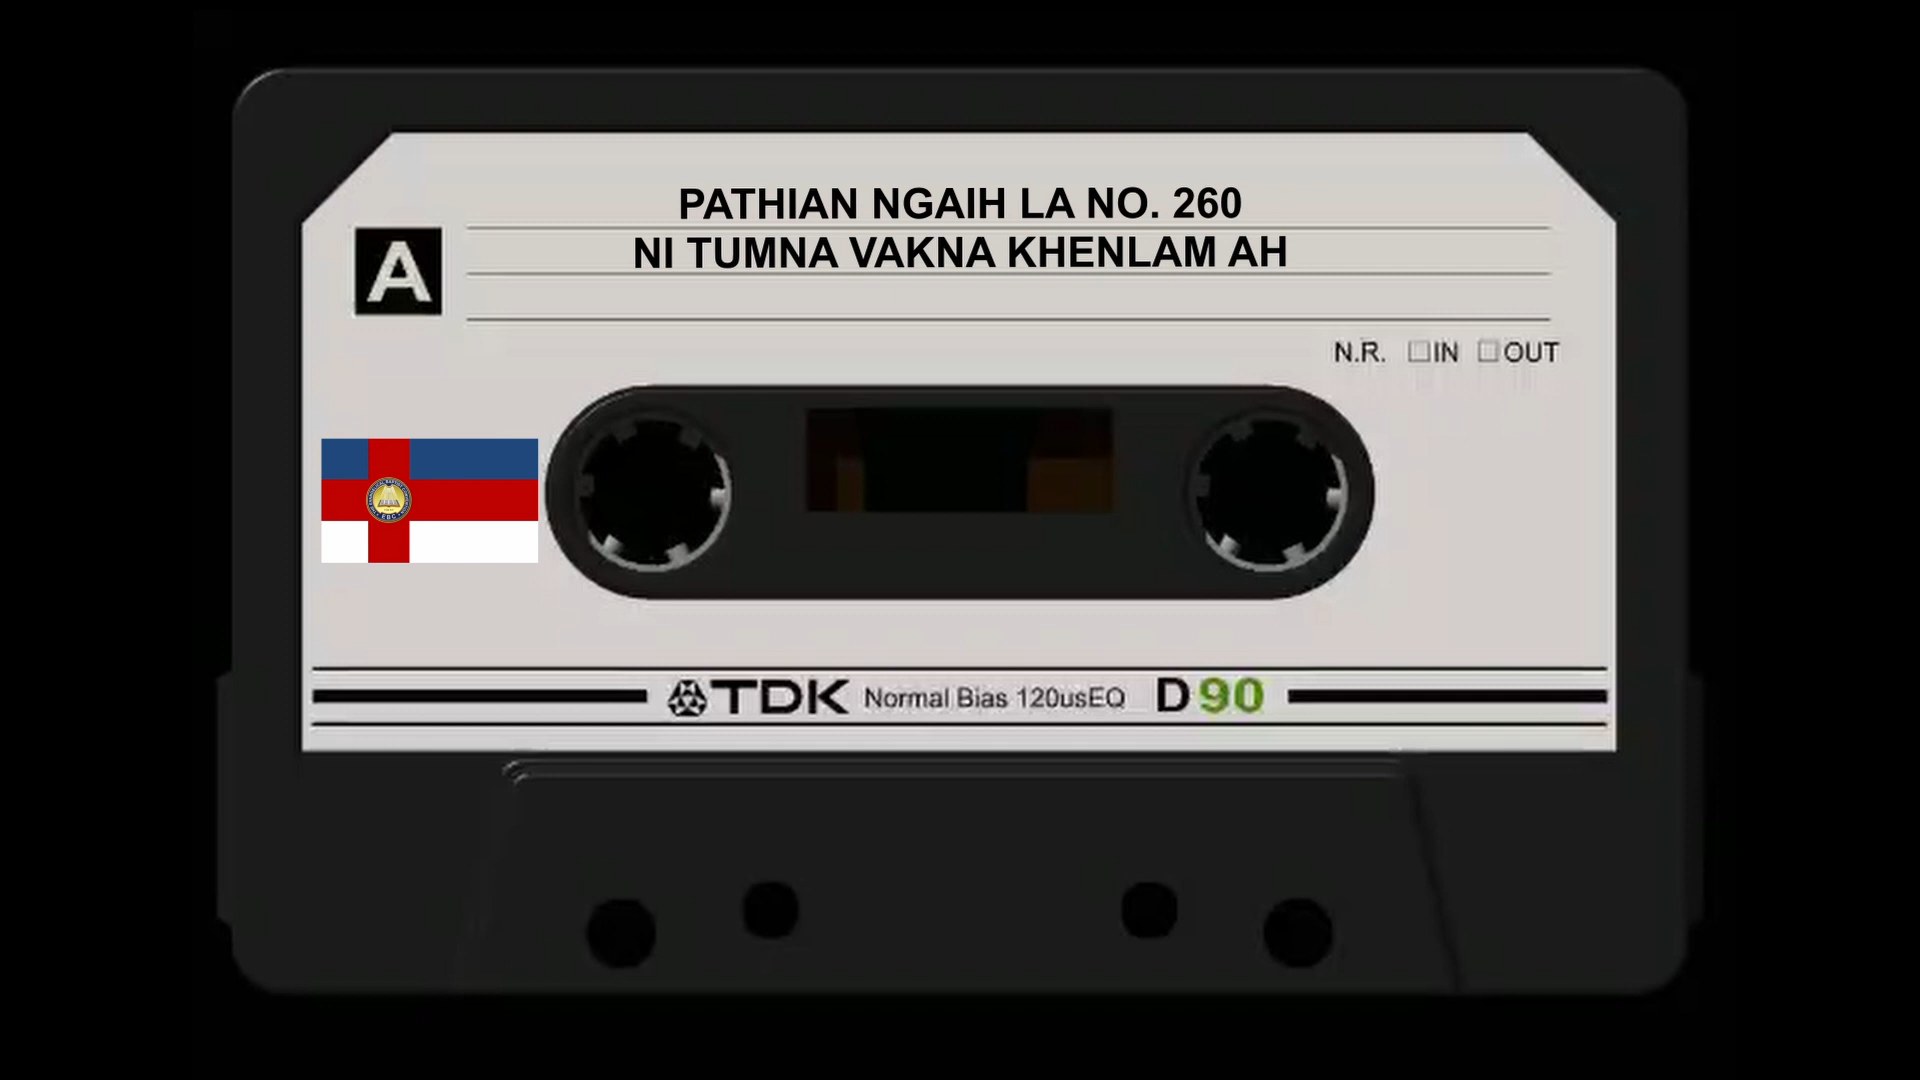 PATHIAN NGAIH LA NO. 260
NI TUMNA VAKNA KHENLAM AH
A
N.R. IN OUT
TDK Normal Bias 120usEQ D90